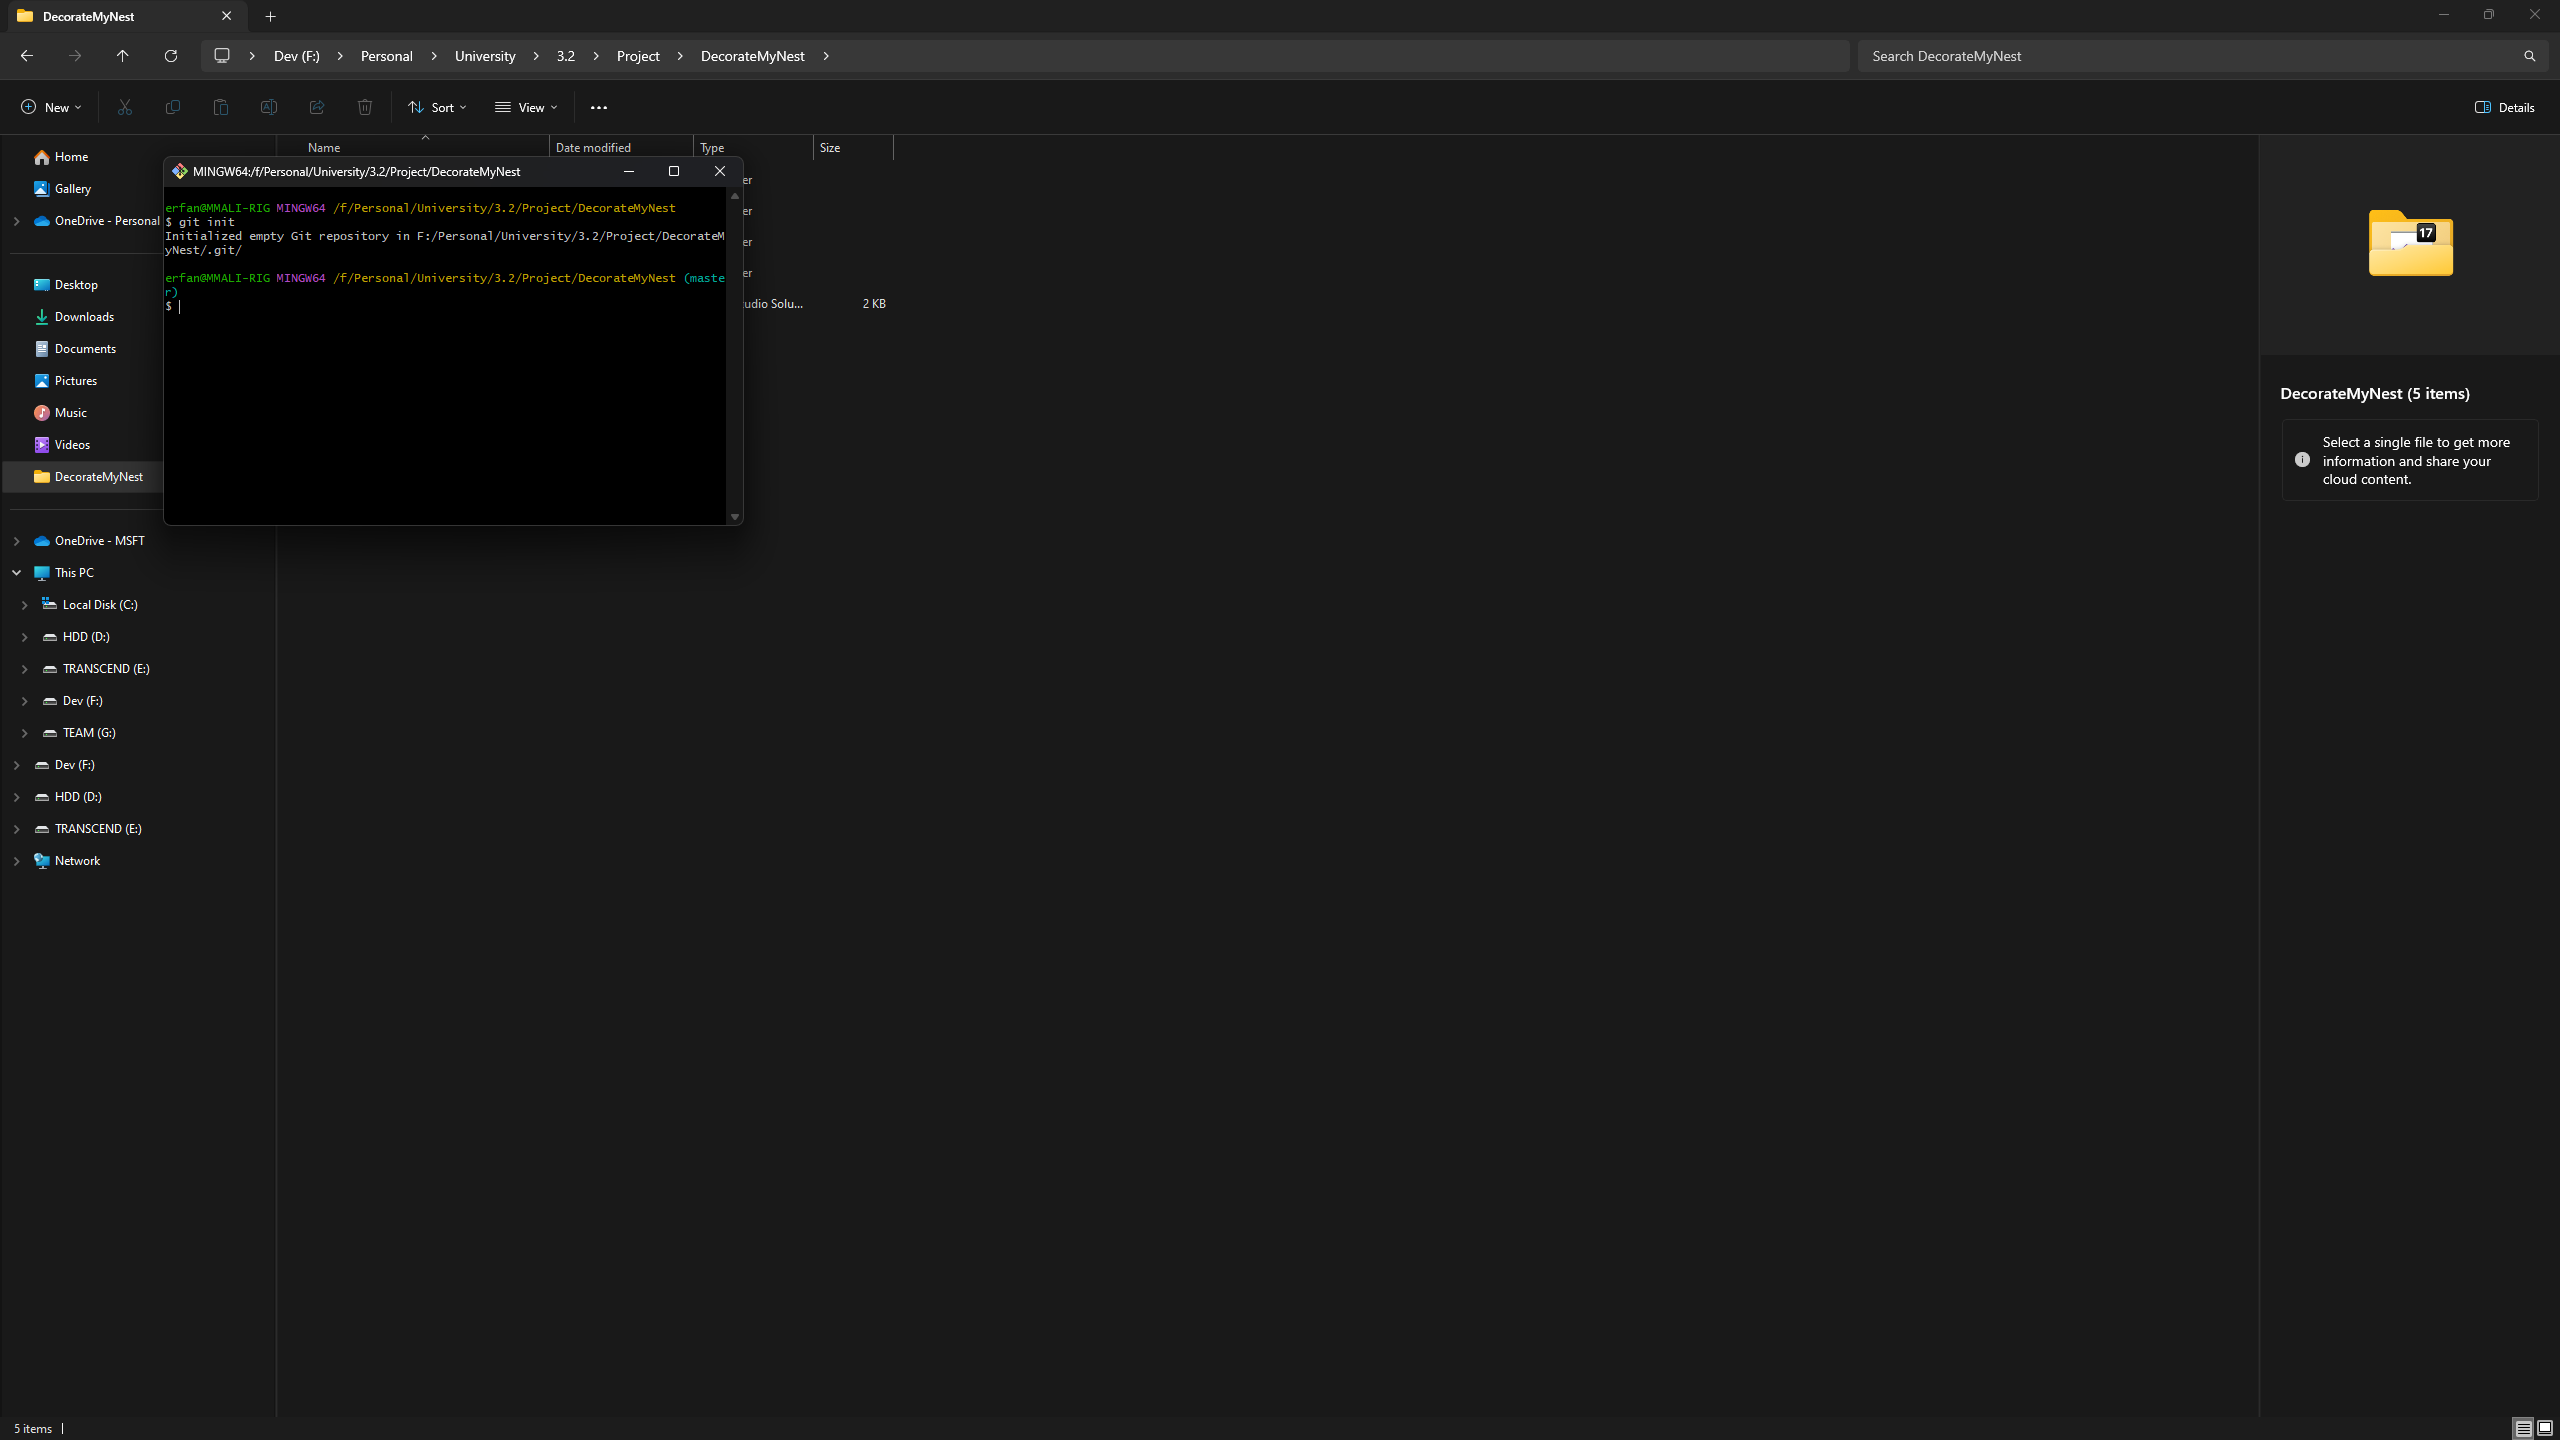 DecorateMyNest
Dev (F:) > Personal > University > 3.2 > Project > DecorateMyNest >
Search DecorateMyNest
New
Sort
View
Details
Home
Gallery
OneDrive - Personal
Desktop
Downloads
Documents
Pictures
Music
Videos
DecorateMyNest
OneDrive - MSFT
This PC
Local Disk (C:)
HDD (D:)
TRANSCEND (E:)
Dev (F:)
TEAM (G:)
Dev (F:)
HDD (D:)
TRANSCEND (E:)
Network
Name Date modified Type Size
er
er
er
er
udio Solu... 2 KB
MINGW64:/f/Personal/University/3.2/Project/DecorateMyNest
erfan@MMALI-RIG MINGW64 /f/Personal/University/3.2/Project/DecorateMyNest
$ git init
Initialized empty Git repository in F:/Personal/University/3.2/Project/DecorateM
yNest/.git/
erfan@MMALI-RIG MINGW64 /f/Personal/University/3.2/Project/DecorateMyNest (maste
r)
$
17
DecorateMyNest (5 items)
Select a single file to get more
information and share your
cloud content.
5 items